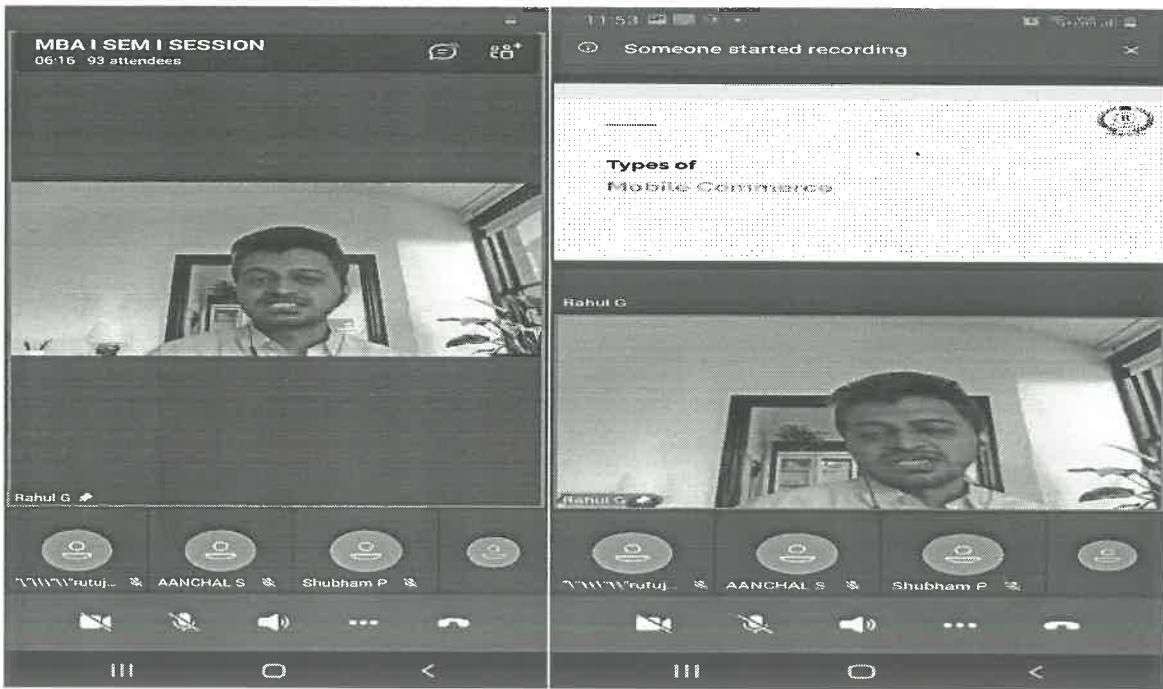 MBA I SEM I SESSION
06:16 93 attendees
Rahul G
AANCHAL S
Shubham P
11:53
Someone started recording
R
Types of
Mobile Commerce
Rahul G
Rahul G
AANCHAL S
Shubham P